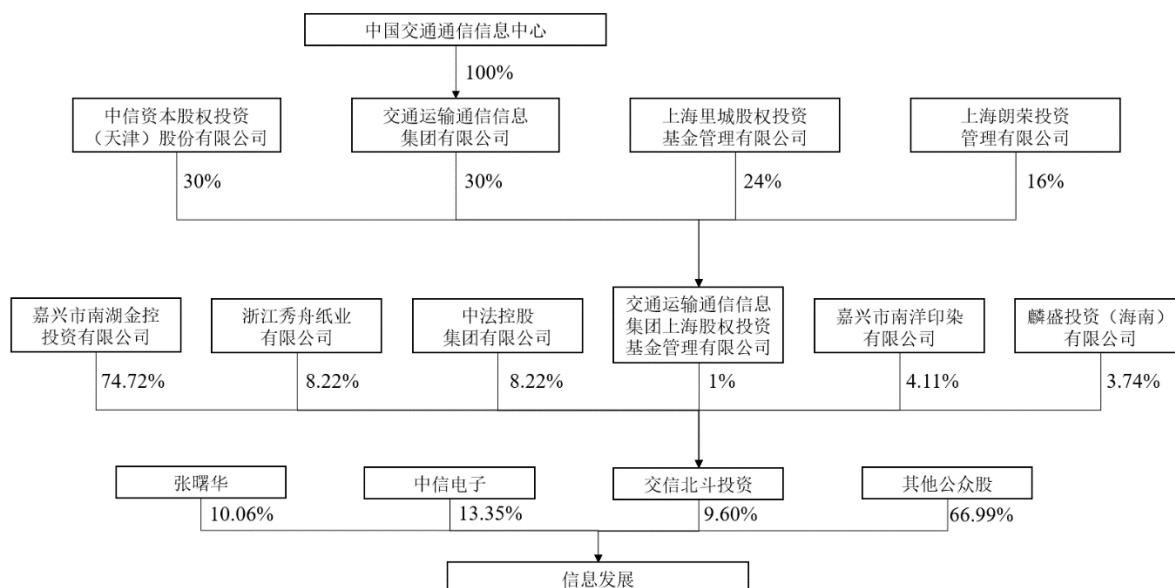 中国交通通信信息中心
100%
中信资本股权投资
（天津）股份有限公司
交通运输通信信息
集团有限公司
上海里城股权投资
基金管理有限公司
上海朗荣投资
管理有限公司
30%
30%
24%
16%
嘉兴市南湖金控
投资有限公司
浙江秀舟纸业
有限公司
中法控股
集团有限公司
交通运输通信信息
集团上海股权投资
基金管理有限公司
嘉兴市南洋印染
有限公司
麟盛投资（海南）
有限公司
74.72%
8.22%
8.22%
1%
4.11%
3.74%
张曙华
中信电子
交信北斗投资
其他公众股
10.06%
13.35%
9.60%
66.99%
信息发展